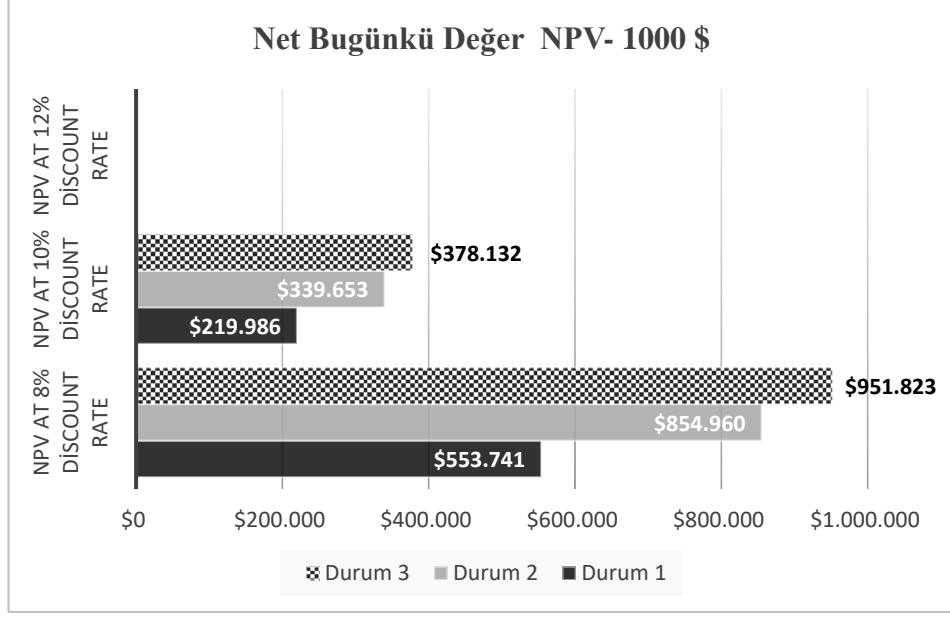 Net Bugünkü Değer  NPV- 1000 $
NPV AT 12%
DİSCOUNT
RATE
NPV AT 10%
DİSCOUNT
RATE
$378.132
$339.653
$219.986
NPV AT 8%
DİSCOUNT
RATE
$951.823
$854.960
$553.741
$0 $200.000 $400.000 $600.000 $800.000 $1.000.000
Durum 3 Durum 2 Durum 1